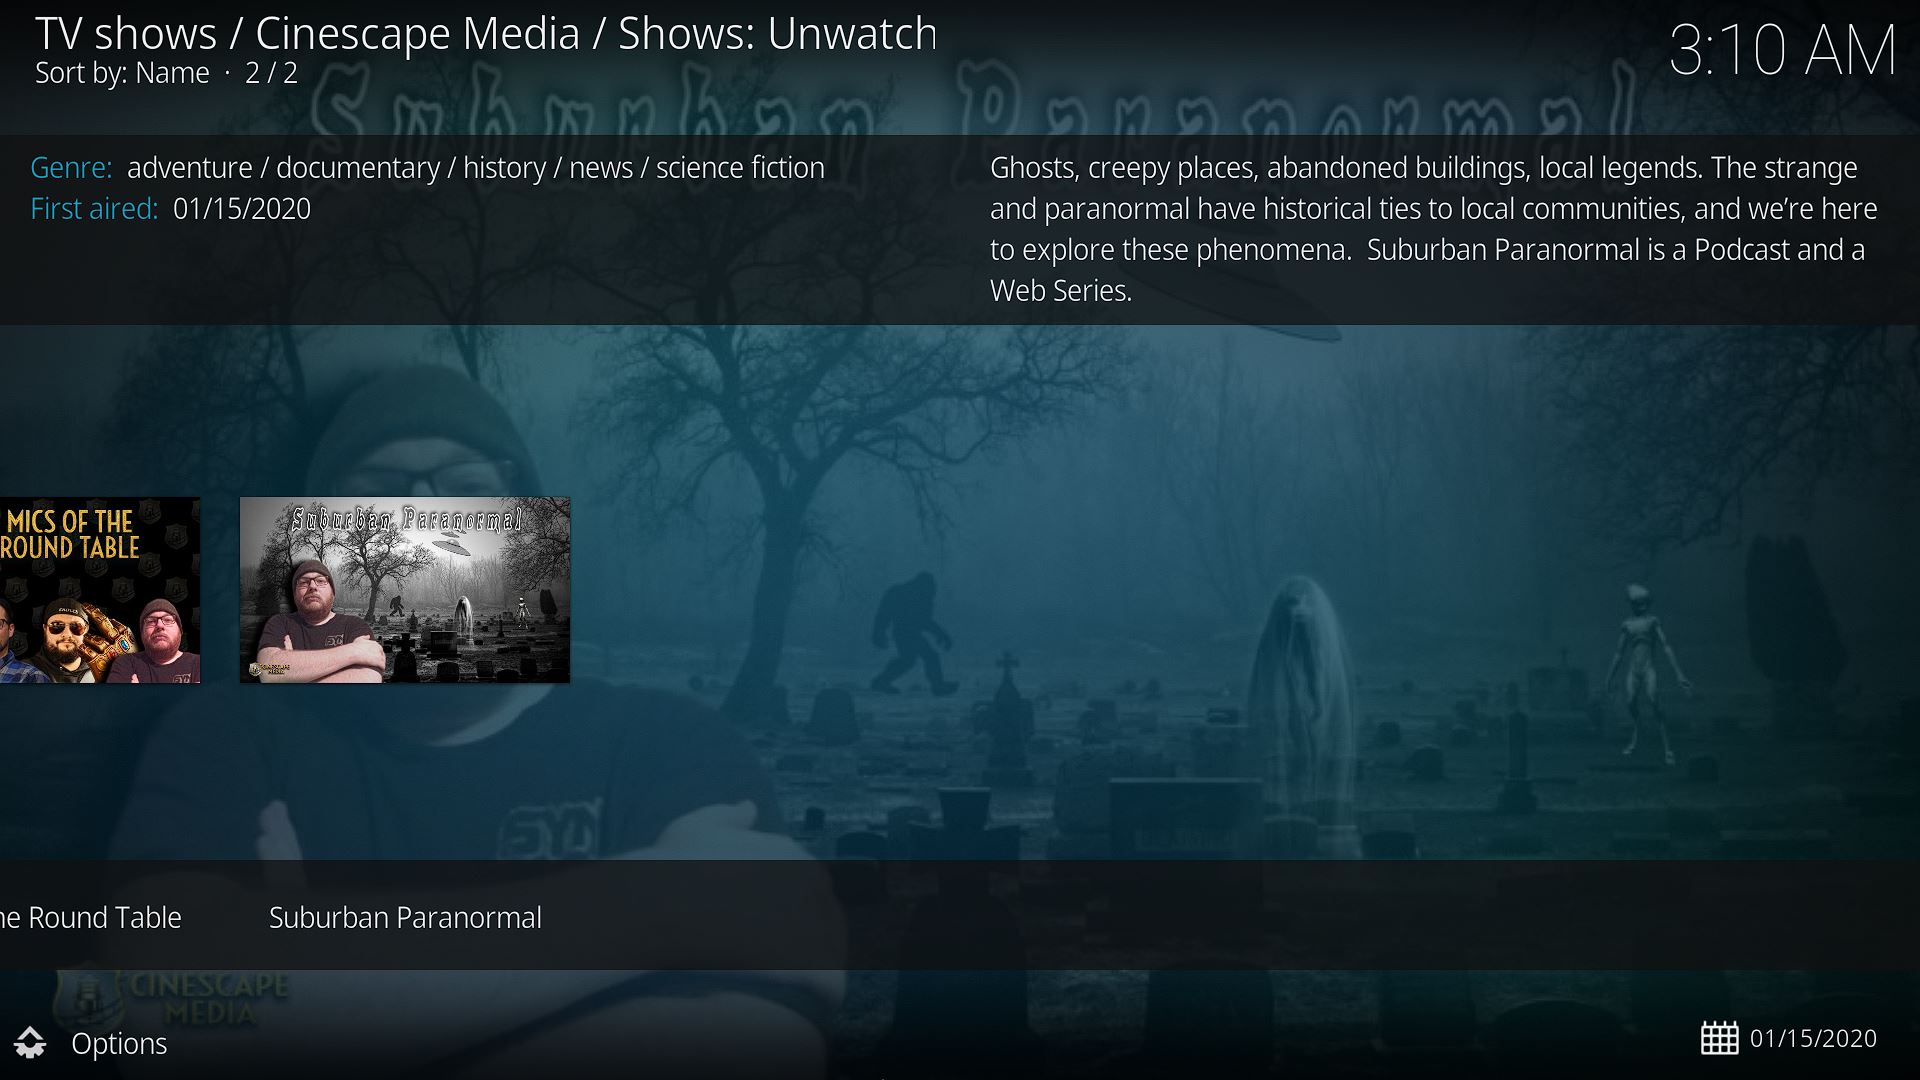 TV shows / Cinescape Media / Shows: Unwatch
Sort by: Name · 2 / 2
3:10 AM
Suburban Paranormal
Genre: adventure / documentary / history / news / science fiction
First aired: 01/15/2020
Ghosts, creepy places, abandoned buildings, local legends. The strange
and paranormal have historical ties to local communities, and we’re here
to explore these phenomena.  Suburban Paranormal is a Podcast and a
Web Series.
MICS OF THE
ROUND TABLE
Suburban Paranormal
CINESCAPE
MEDIA
he Round Table
Suburban Paranormal
CINESCAPE
MEDIA
Options
01/15/2020